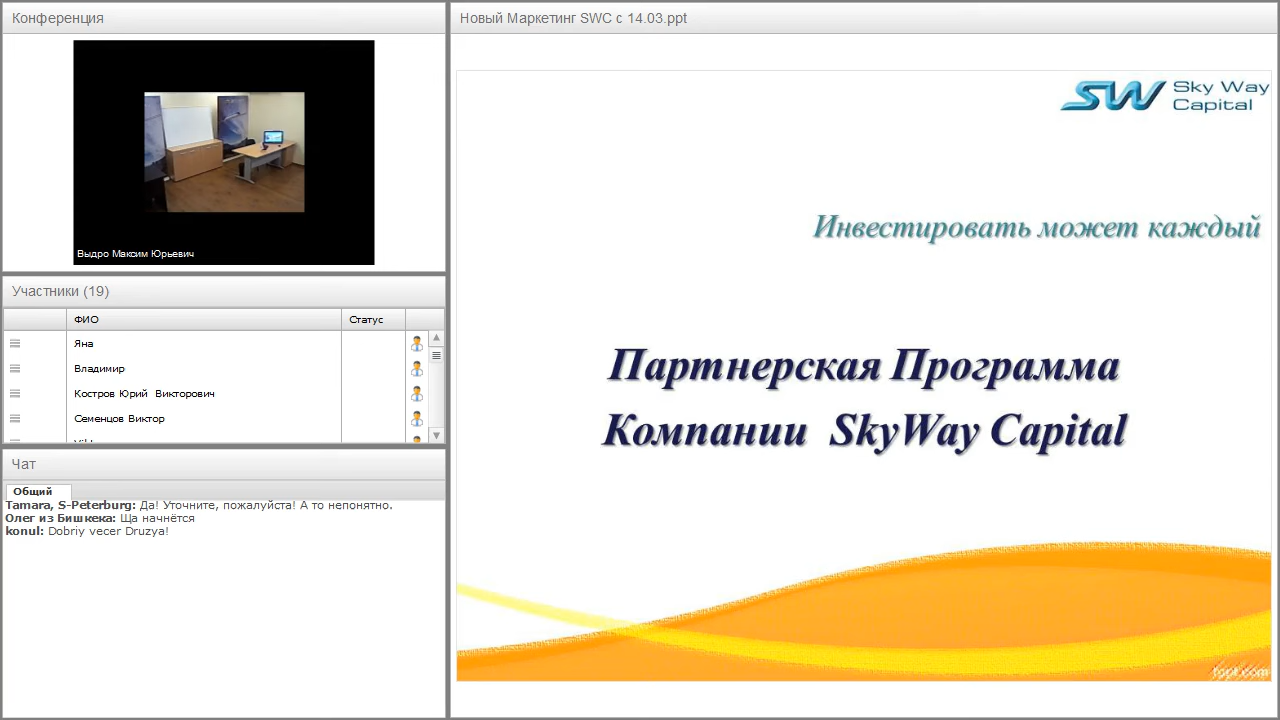 Конференция
Выдро Максим Юрьевич
Участники (19)
ФИО
Статус
Яна
Владимир
Костров Юрий Викторович
Семенцов Виктор
Чат
Общий
Tamara, S-Peterburg: Да! Уточните, пожалуйста! А то непонятно.
Олег из Бишкека: Ща начнётся
konul: Dobriy vecer Druzya!
Новый Маркетинг SWC с 14.03.ppt
SW Sky Way
Capital
Инвестировать может каждый
Партнерская Программа
Компании SkyWay Capital